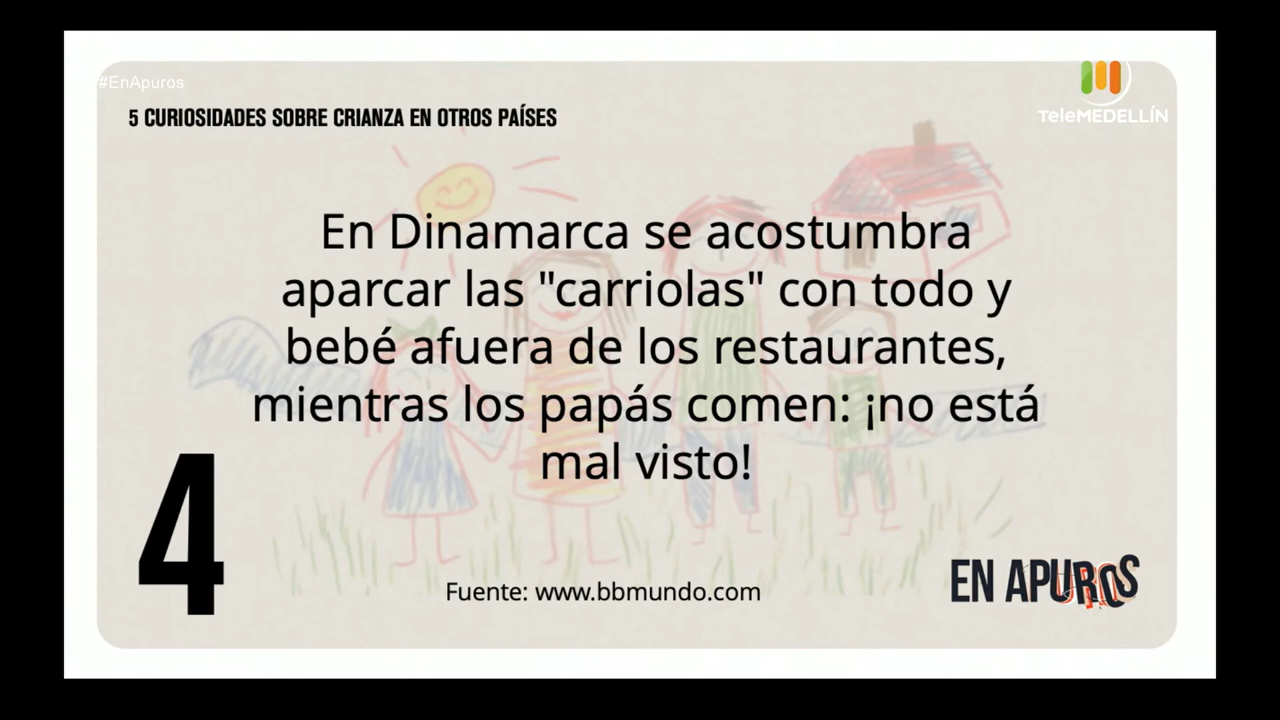 #EnApuros
TeleMEDELLÍN
5 CURIOSIDADES SOBRE CRIANZA EN OTROS PAÍSES
En Dinamarca se acostumbra
aparcar las "carriolas" con todo y
bebé afuera de los restaurantes,
mientras los papás comen: ¡no está
mal visto!
4
Fuente: www.bbmundo.com
EN APUROS